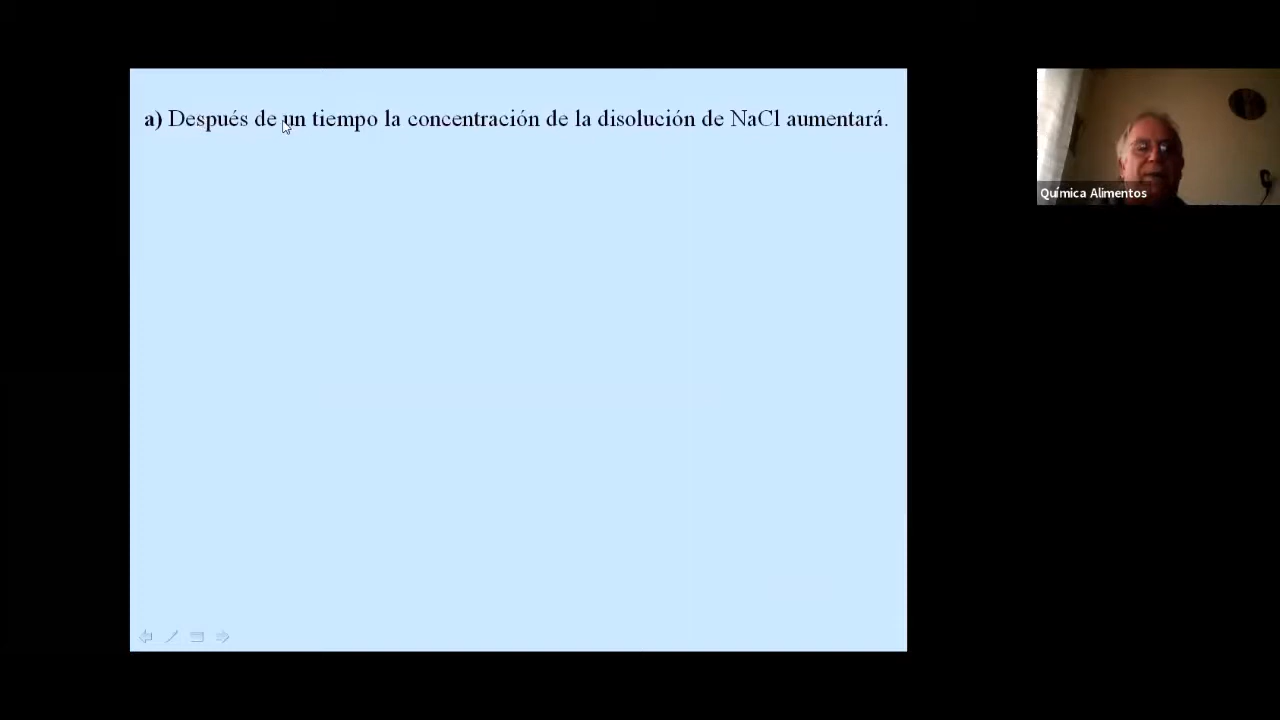 a) Después de un tiempo la concentración de la disolución de NaCl aumentará.
Química Alimentos